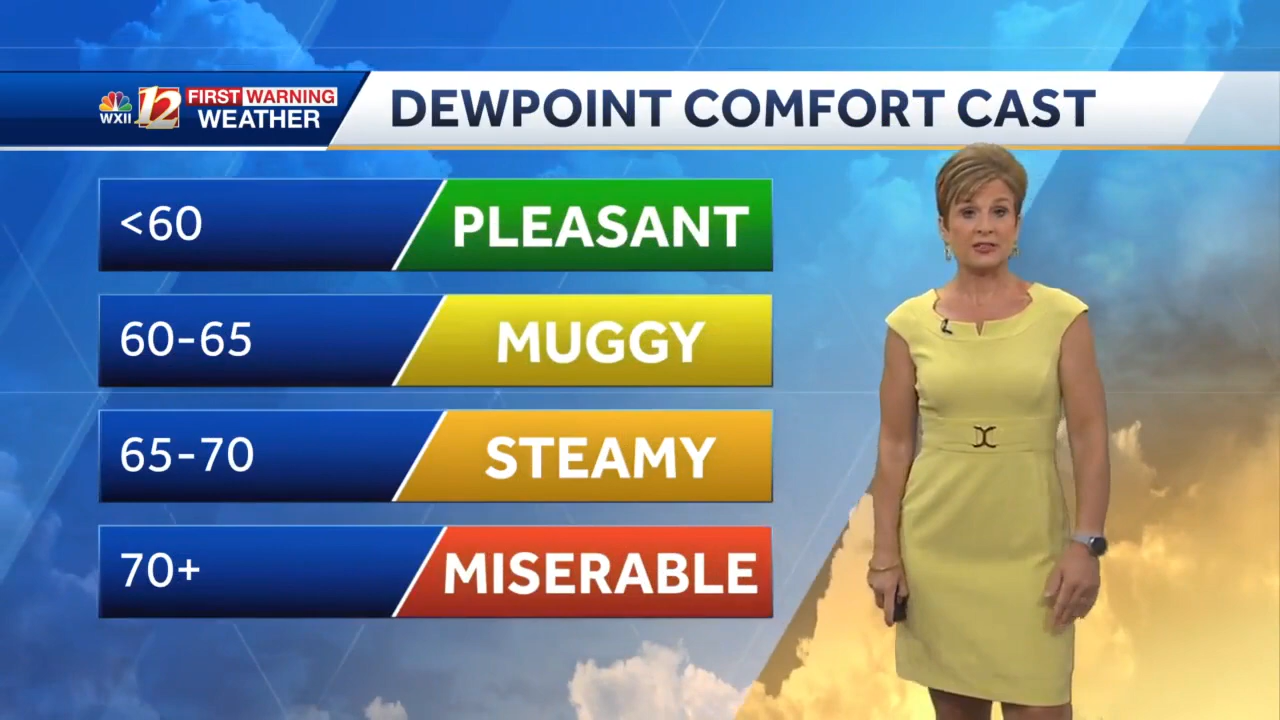 WXII 12 FIRST WARNING
WEATHER
DEWPOINT COMFORT CAST
<60 PLEASANT
60-65 MUGGY
65-70 STEAMY
70+ MISERABLE